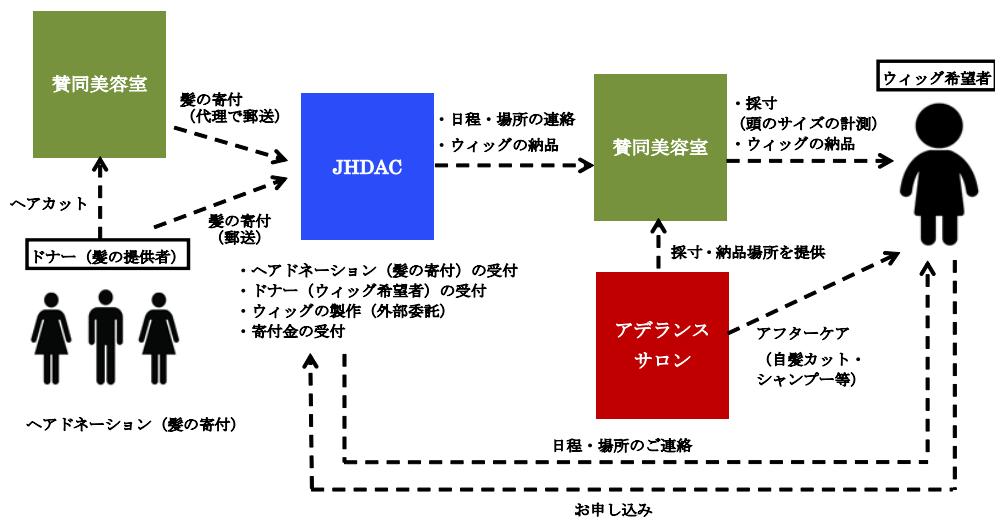 賛同美容室
髪の寄付
（代理で郵送）
ヘアカット
髪の寄付
（郵送）
ドナー（髪の提供者）
ヘアドネーション（髪の寄付）
JHDAC
・ヘアドネーション（髪の寄付）の受付
・ドナー（ウィッグ希望者）の受付
・ウィッグの製作（外部委託）
・寄付金の受付
・日程・場所の連絡
・ウィッグの納品
賛同美容室
・採寸
（頭のサイズの計測）
・ウィッグの納品
ウィッグ希望者
採寸・納品場所を提供
アデランス
サロン
アフターケア
（自髪カット・
シャンプー等）
日程・場所のご連絡
お申し込み